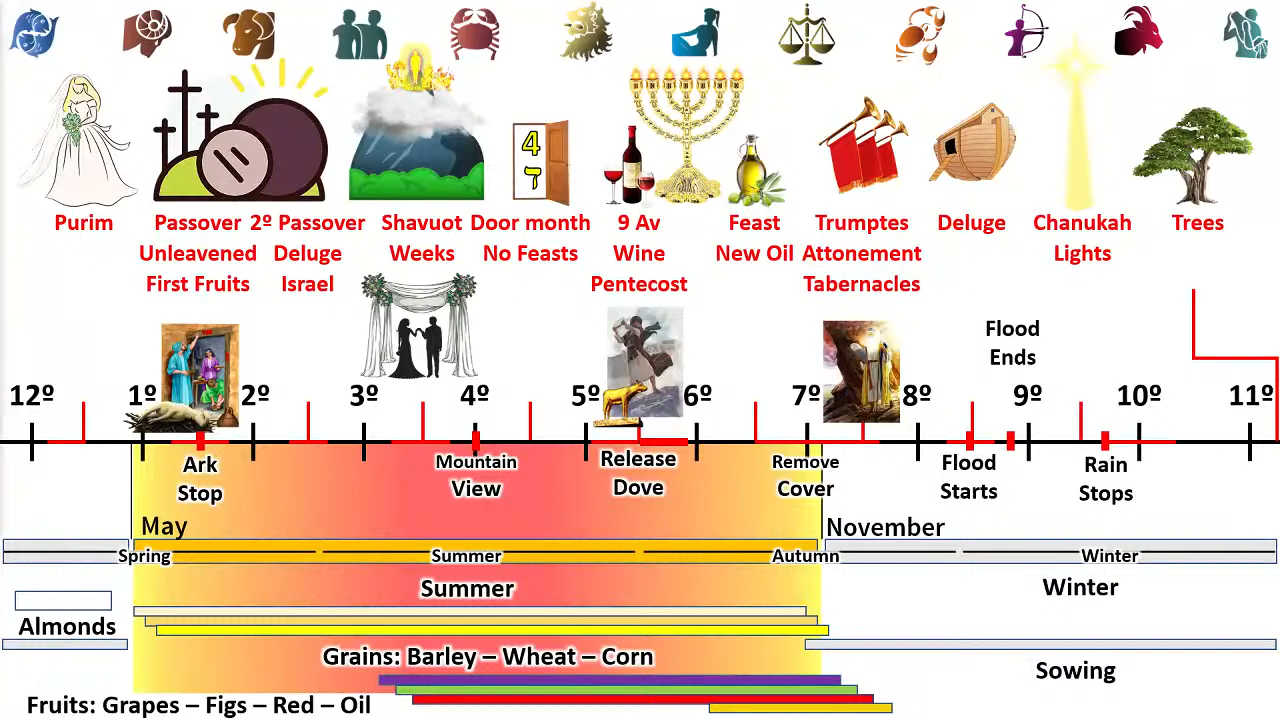 4
ד
Purim
Passover
Unleavened
First Fruits
2º Passover
Deluge
Israel
Shavuot
Weeks
Door month
No Feasts
9 Av
Wine
Pentecost
Feast
New Oil
Trumptes
Attonement
Tabernacles
Deluge
Chanukah
Lights
Trees
Flood
Ends
12º 1º 2º 3º 4º 5º 6º 7º 8º 9º 10º 11º
Ark
Stop
Mountain
View
Release
Dove
Remove
Cover
Flood
Starts
Rain
Stops
May
November
Spring Summer Autumn Winter
Summer
Winter
Almonds
Grains: Barley – Wheat – Corn
Sowing
Fruits: Grapes – Figs – Red – Oil